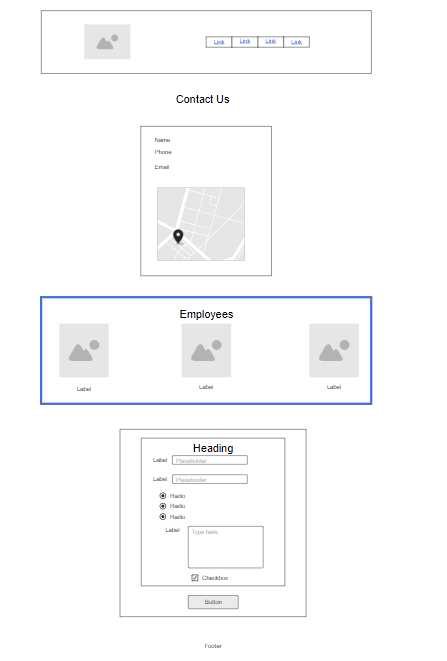 Link Link Link Link
Contact Us
Name
Phone
Email
Employees
Label Label Label
Heading
Label Placeholder
Label Placeholder
Radio
Radio
Radio
Label Type here
Checkbox
Button
Footer